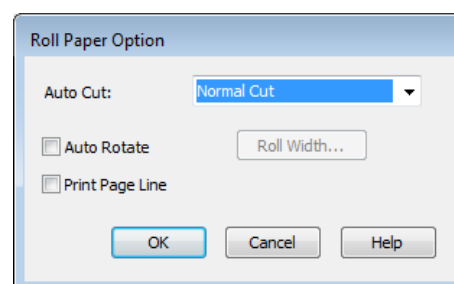 Roll Paper Option
Auto Cut: Normal Cut
Auto Rotate Roll Width...
Print Page Line
OK Cancel Help